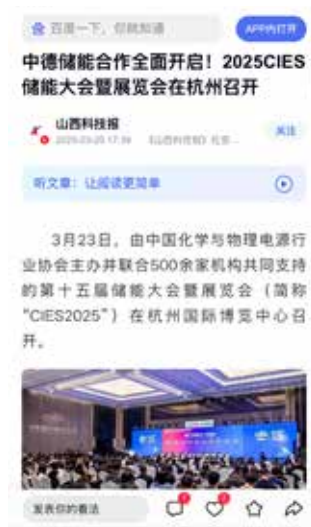 百度一下，你就知道
APP内打开
中德储能合作全面开启！2025CIES
储能大会暨展览会在杭州召开
山西科技报
关注
听文章：让阅读更简单
3月23日，由中国化学与物理电源行
业协会主办并联合500余家机构共同支持
的第十五届储能大会暨展览会（简称
“CIES2025”）在杭州国际博览中心召
开。
发表你的看法